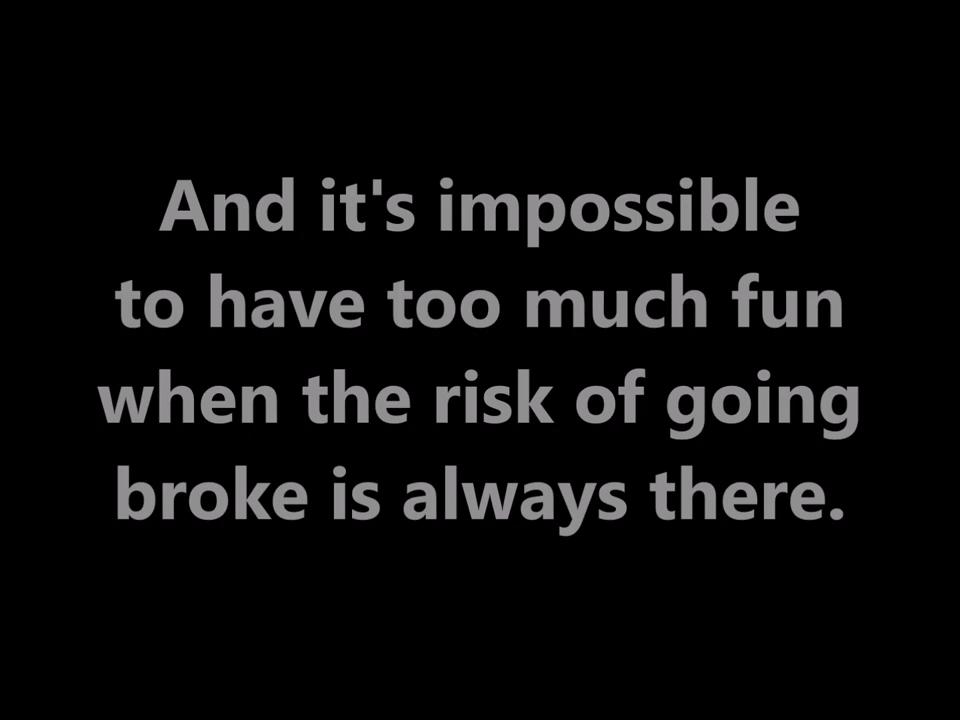 And it's impossible
to have too much fun
when the risk of going
broke is always there.